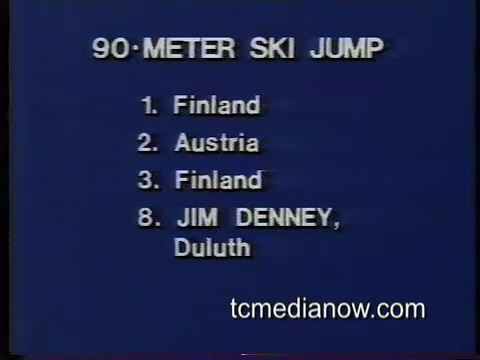 90·METER SKI JUMP
1. Finland
2. Austria
3. Finland
8. JIM DENNEY,
Duluth
tcmedianow.com